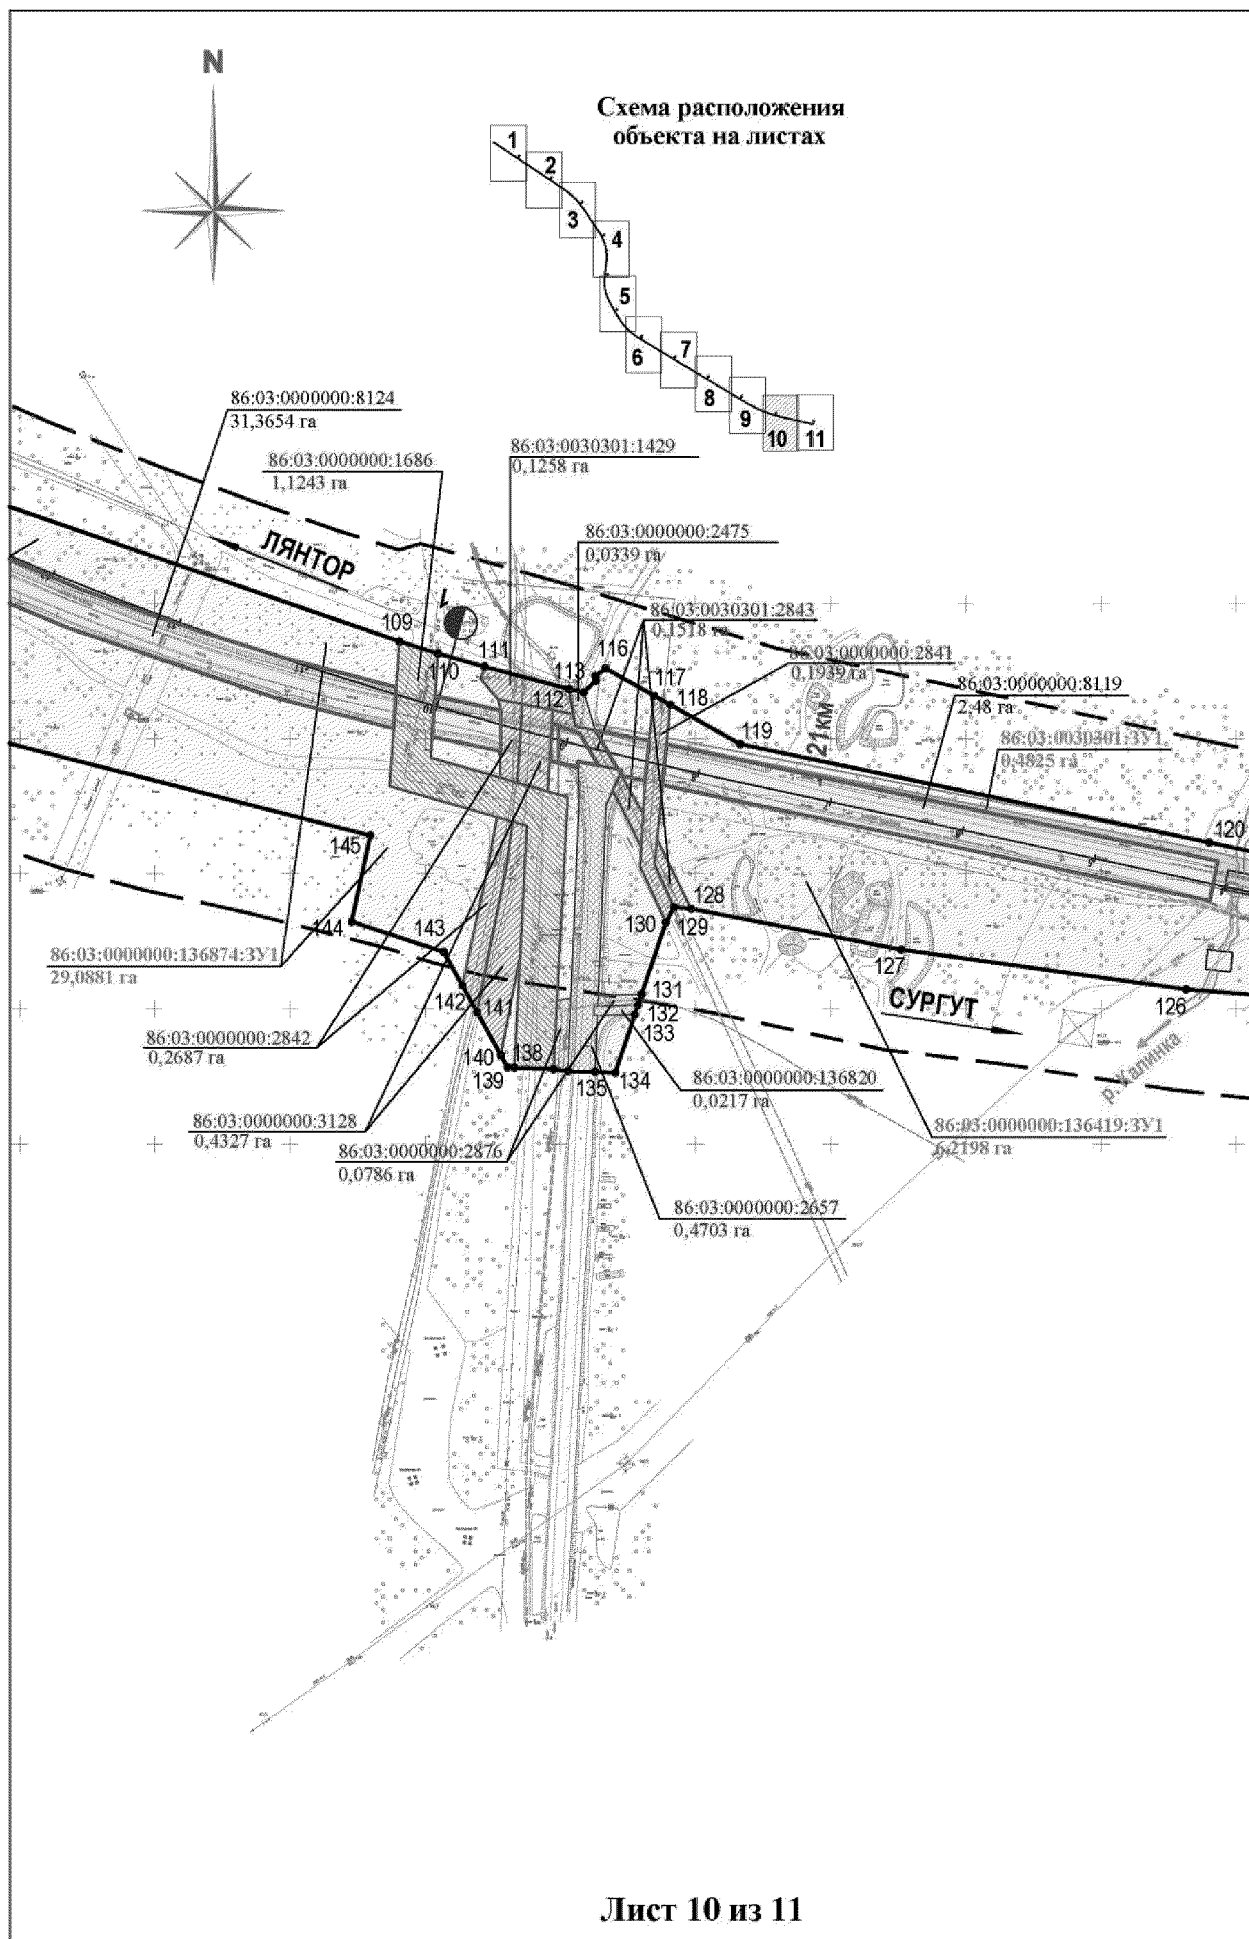 N
Схема расположения
объекта на листах
1
2
3
4
5
6
7
8
9
10
11
86:03:0000000:8124
31,3654 га
86:03:0000000:1686
1,1243 га
86:03:0030301:1429
0,1258 га
86:03:0000000:2475
0,0339 га
86:03:0030301:2843
0,1518 га
86:03:0000000:2841
0,1939 га
86:03:0000000:8119
2,48 га
86:03:0030301:ЗУ1
0,4825 га
ЛЯНТОР
1
109
110
111
112
113
116
117
118
119
21км
120
145
144
143
142
141
140
139
138
135
134
133
132
131
130
129
128
127
126
СУРГУТ
р. Калинка
86:03:0000000:136874:ЗУ1
29,0881 га
86:03:0000000:2842
0,2687 га
86:03:0000000:3128
0,4327 га
86:03:0000000:2876
0,0786 га
86:03:0000000:136820
0,0217 га
86:03:0000000:136419:ЗУ1
6,2198 га
86:03:0000000:2657
0,4703 га
Лист 10 из 11